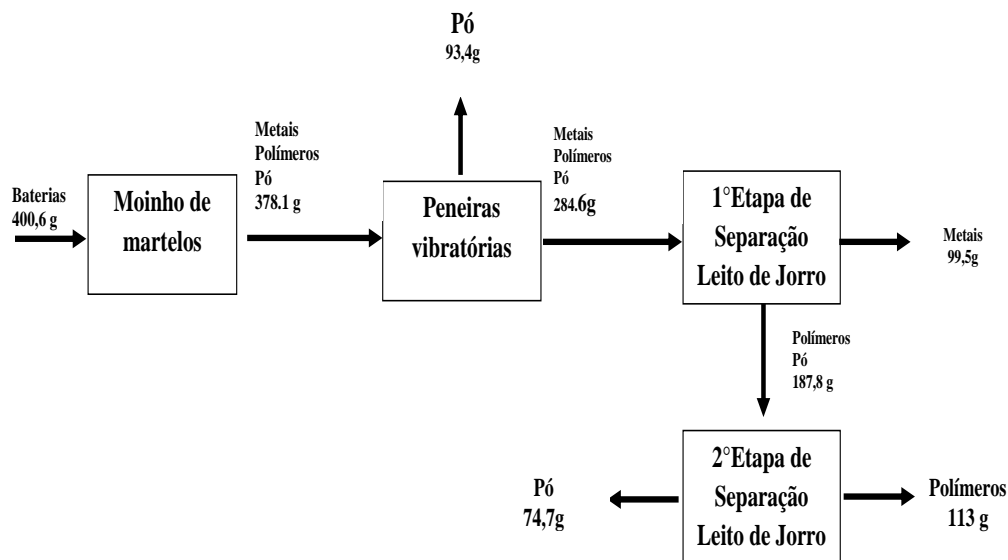 Pó
93,4g
Metais
Polímeros
Pó
378.1 g
Metais
Polímeros
Pó
284.6g
Baterias
400,6 g
Moinho de
martelos
Peneiras
vibratórias
1°Etapa de
Separação
Leito de Jorro
Metais
99,5g
Polímeros
Pó
187,8 g
2°Etapa de
Separação
Leito de Jorro
Pó
74,7g
Polímeros
113 g